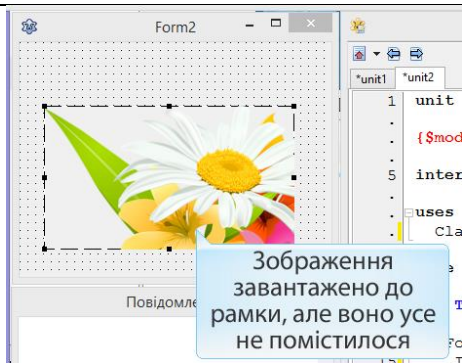 Form2
*unit1
*unit2
1 unit
{$mod
5 inter
uses
Cla
Повідомле
Зображення
завантажено до
рамки, але воно усе
не помістилося